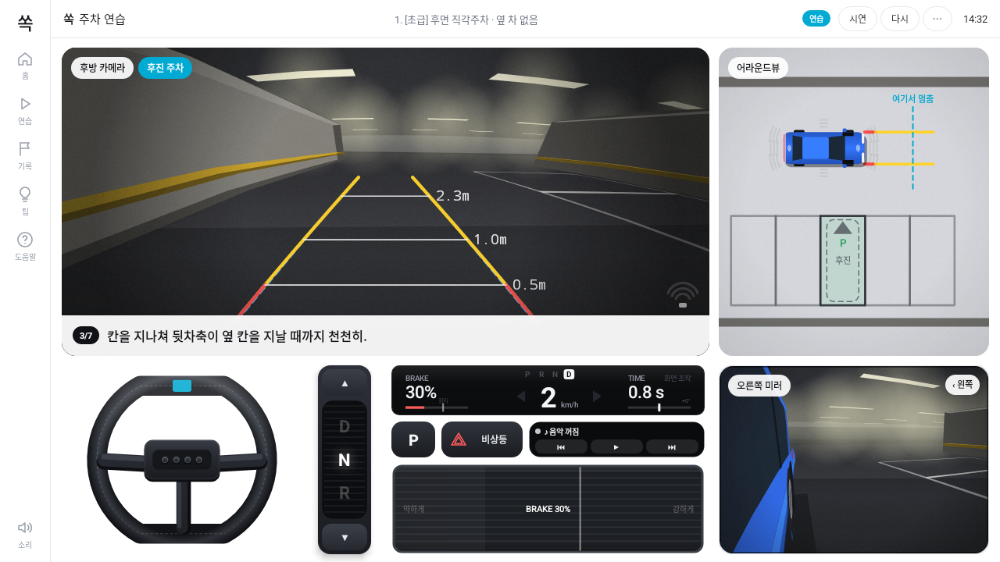 쏙
쏙 주차 연습
1. [초급] 후면 직각주차 · 옆 차 없음
연습
시연
다시
14:32
홈
연습
기록
팁
도움말
소리
후방 카메라
후진 주차
2.3m
1.0m
0.5m
3/7 칸을 지나쳐 뒷차축이 옆 칸을 지날 때까지 천천히.
어라운드뷰
여기서 멈춤
P
후진
D
N
R
BRAKE
30%
P R N D
2 km/h
TIME
화면 조작
0.8 s
P
비상등
♪ 음악 꺼짐
약하게
BRAKE 30%
강하게
오른쪽 미러
‹ 왼쪽